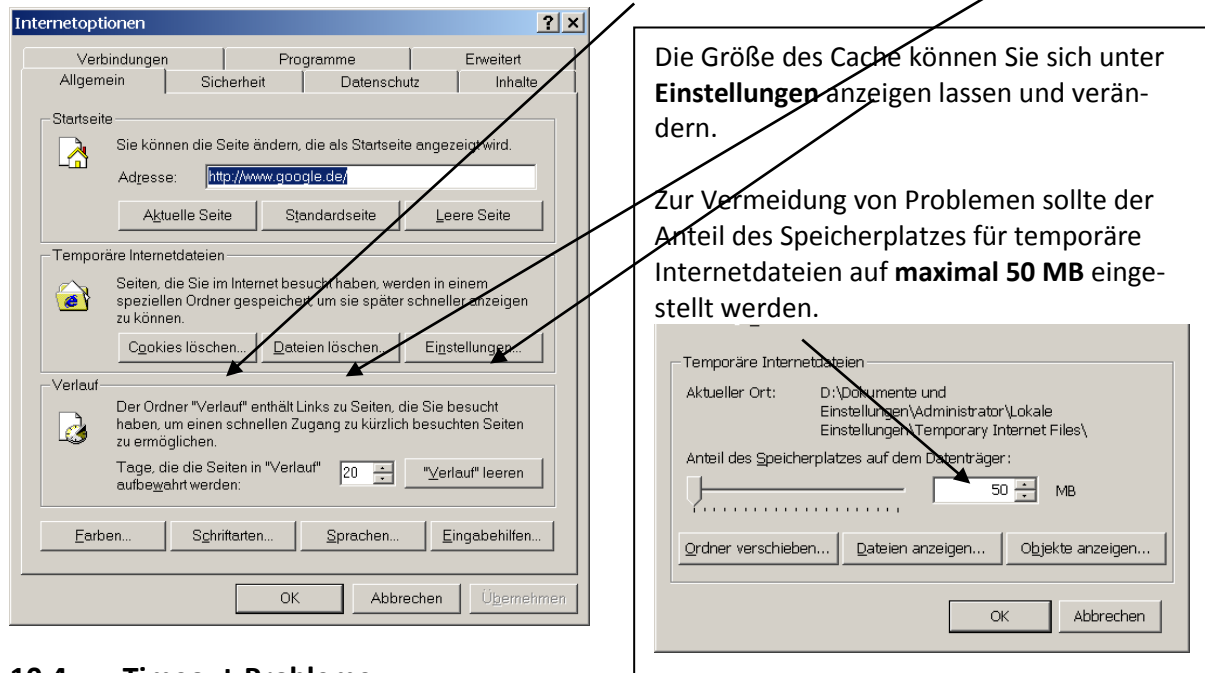 Internetoptionen
Verbindungen Programme Erweitert
Allgemein Sicherheit Datenschutz Inhalte
Startseite
Sie können die Seite ändern, die als Startseite angezeigt wird.
Adresse: http://www.google.de/
Aktuelle Seite Standardseite Leere Seite
Temporäre Internetdateien
Seiten, die Sie im Internet besucht haben, werden in einem
speziellen Ordner gespeichert, um sie später schneller anzeigen
zu können.
Cookies löschen... Dateien löschen... Einstellungen...
Verlauf
Der Ordner "Verlauf" enthält Links zu Seiten, die Sie besucht
haben, um einen schnellen Zugang zu kürzlich besuchten Seiten
zu ermöglichen.
Tage, die die Seiten in "Verlauf"
aufbewahrt werden: 20 "Verlauf" leeren
Farben... Schriftarten... Sprachen... Eingabehilfen...
OK Abbrechen Übernehmen
Die Größe des Cache können Sie sich unter
Einstellungen anzeigen lassen und verän-
dern.
Zur Vermeidung von Problemen sollte der
Anteil des Speicherplatzes für temporäre
Internetdateien auf maximal 50 MB einge-
stellt werden.
Temporäre Internetdateien
Aktueller Ort: D:\Dokumente und
Einstellungen\Administrator\Lokale
Einstellungen\Temporary Internet Files\
Anteil des Speicherplatzes auf dem Datenträger:
50 MB
Ordner verschieben... Dateien anzeigen... Objekte anzeigen...
OK Abbrechen